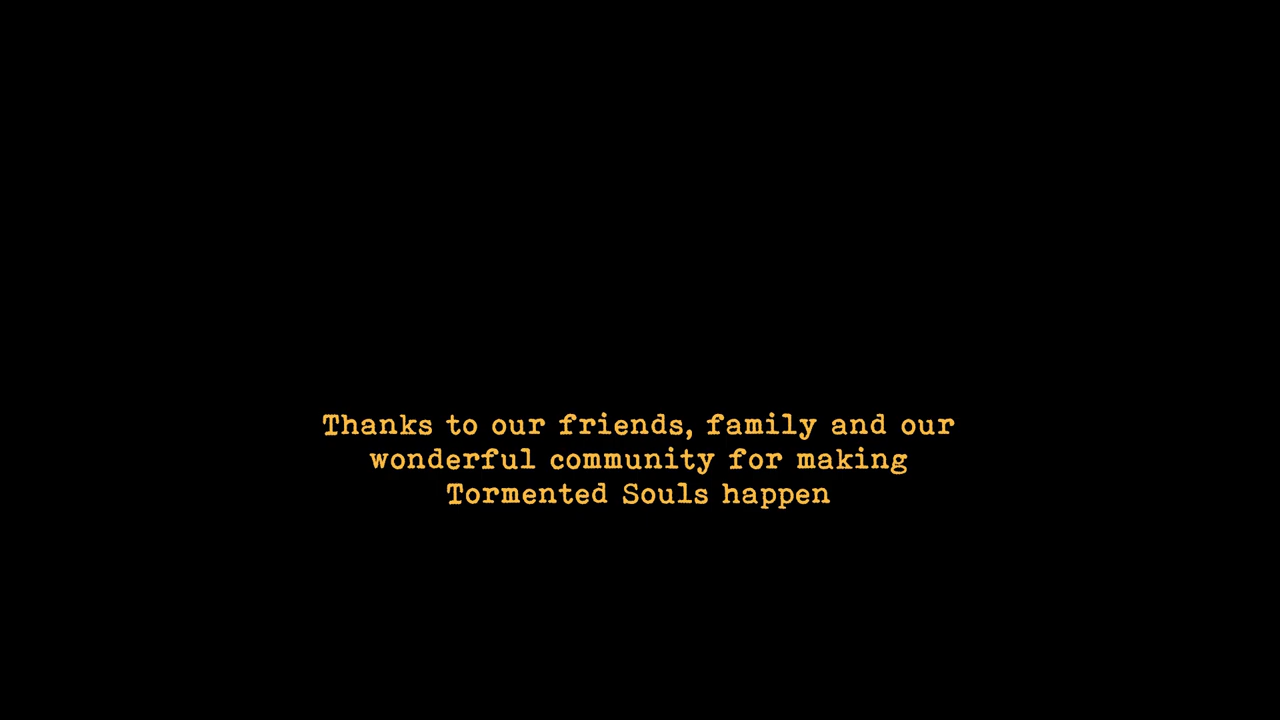 Thanks to our friends, family and our
wonderful community for making
Tormented Souls happen